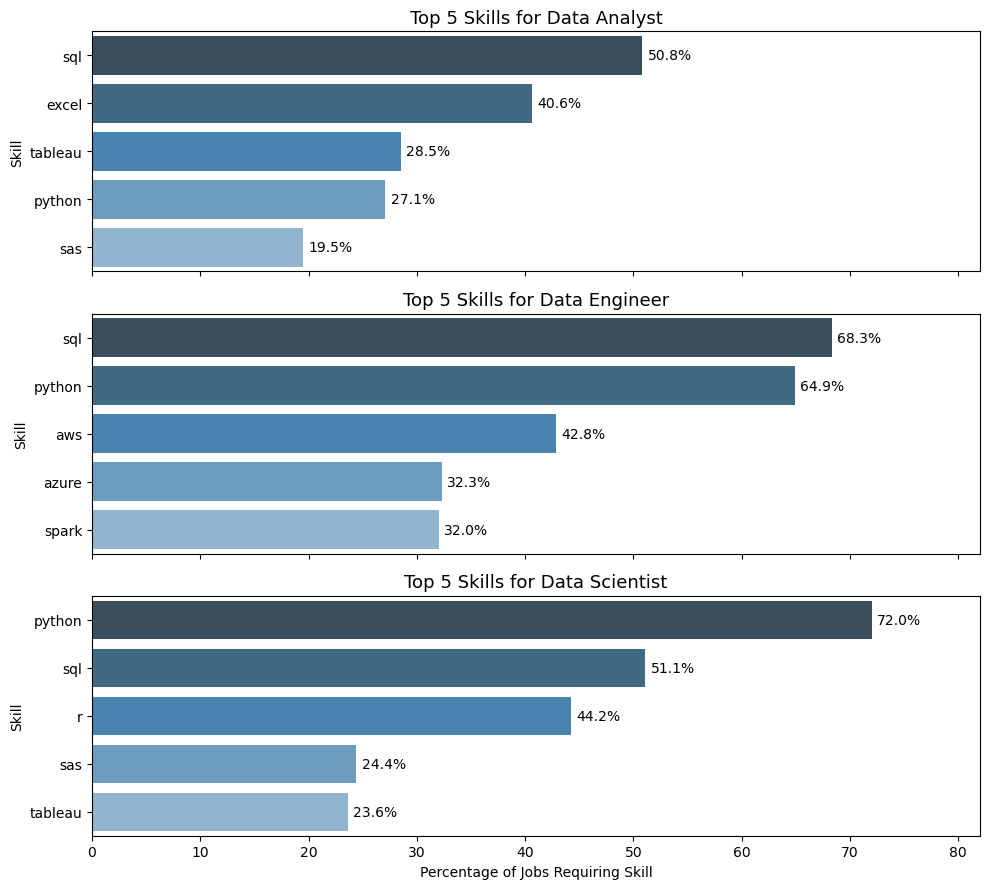 Top 5 Skills for Data Analyst
Skill
sql 50.8%
excel 40.6%
tableau 28.5%
python 27.1%
sas 19.5%
Top 5 Skills for Data Engineer
Skill
sql 68.3%
python 64.9%
aws 42.8%
azure 32.3%
spark 32.0%
Top 5 Skills for Data Scientist
Skill
python 72.0%
sql 51.1%
r 44.2%
sas 24.4%
tableau 23.6%
0 10 20 30 40 50 60 70 80
Percentage of Jobs Requiring Skill